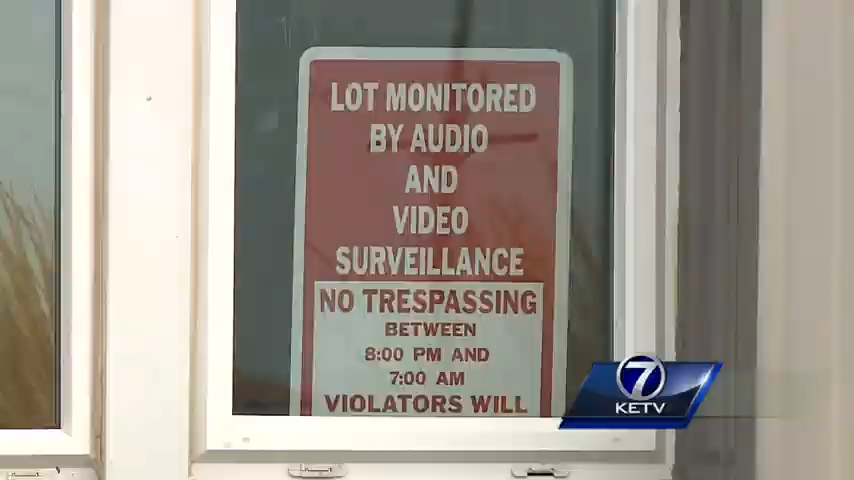 LOT MONITORED
BY AUDIO
AND
VIDEO
SURVEILLANCE
NO TRESPASSING
BETWEEN
8:00 PM AND
7:00 AM
VIOLATORS WILL
7
KETV